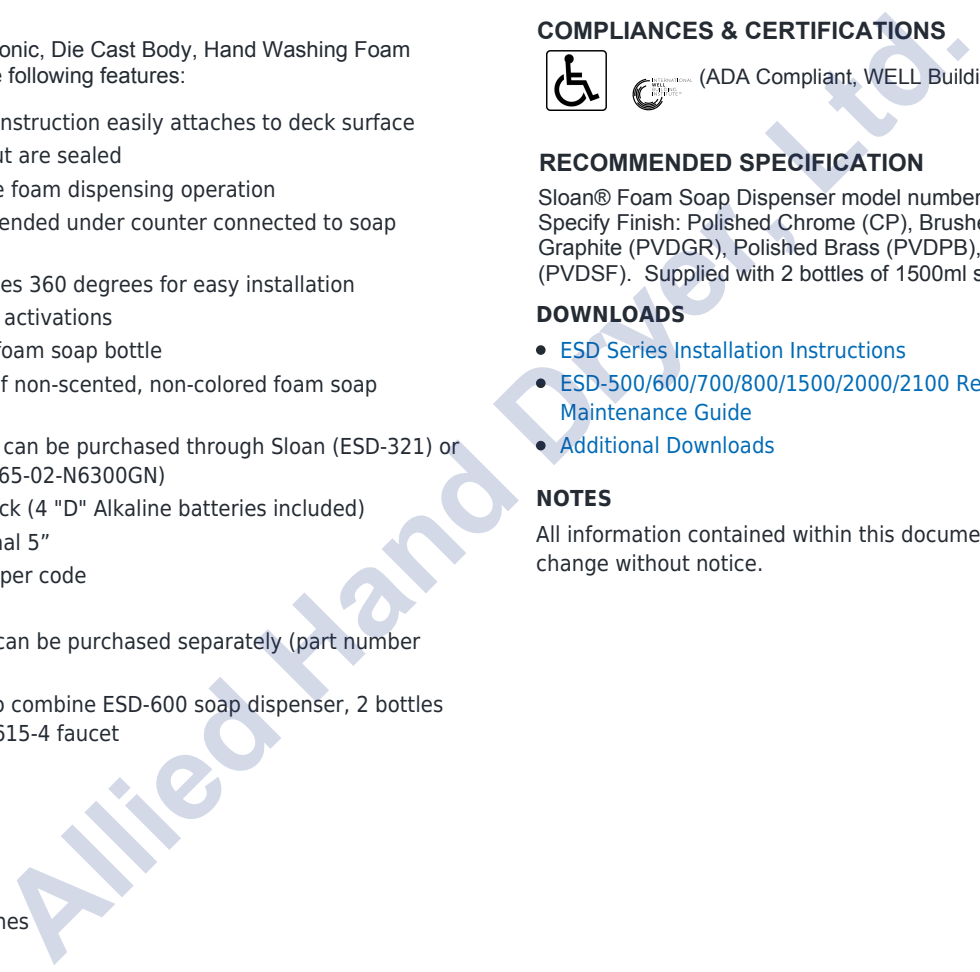 onic, Die Cast Body, Hand Washing Foam
e following features:
nstruction easily attaches to deck surface
ut are sealed
e foam dispensing operation
ended under counter connected to soap
es 360 degrees for easy installation
activations
foam soap bottle
f non-scented, non-colored foam soap
can be purchased through Sloan (ESD-321) or
65-02-N6300GN)
ck (4 "D" Alkaline batteries included)
nal 5”
per code
can be purchased separately (part number
o combine ESD-600 soap dispenser, 2 bottles
615-4 faucet
nes
COMPLIANCES & CERTIFICATIONS
INTERNATIONAL
WELL
BUILDING
INSTITUTE™
(ADA Compliant, WELL Buildi
RECOMMENDED SPECIFICATION
Sloan® Foam Soap Dispenser model number
Specify Finish: Polished Chrome (CP), Brushe
Graphite (PVDGR), Polished Brass (PVDPB),
(PVDSF). Supplied with 2 bottles of 1500ml s
DOWNLOADS
• ESD Series Installation Instructions
• ESD-500/600/700/800/1500/2000/2100 Re
Maintenance Guide
• Additional Downloads
NOTES
All information contained within this docume
change without notice.
Allied Hand Dryer, Ltd.